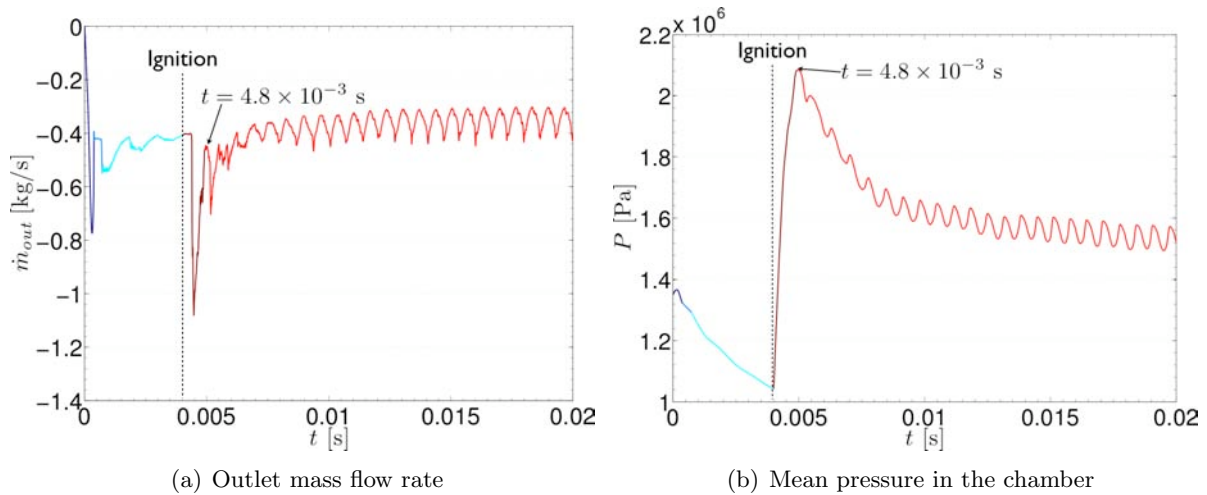 0
−0.2
−0.4
−0.6
−0.8
−1
−1.2
−1.4
ṁ_out [kg/s]
Ignition
t = 4.8 × 10⁻³ s
0 0.005 0.01 0.015 0.02
t [s]
(a) Outlet mass flow rate
× 10⁶
2.2
2
1.8
1.6
1.4
1.2
1
P [Pa]
Ignition
t = 4.8 × 10⁻³ s
0 0.005 0.01 0.015 0.02
t [s]
(b) Mean pressure in the chamber